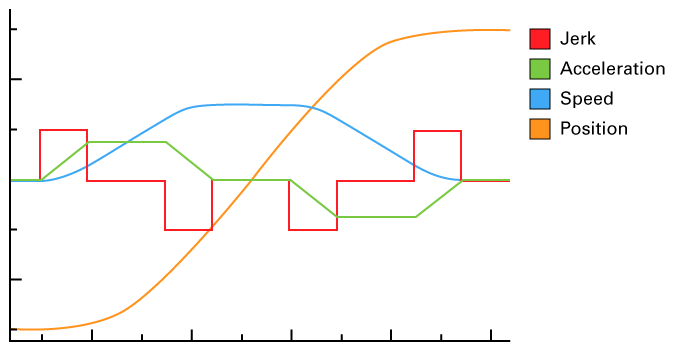 Jerk
Acceleration
Speed
Position